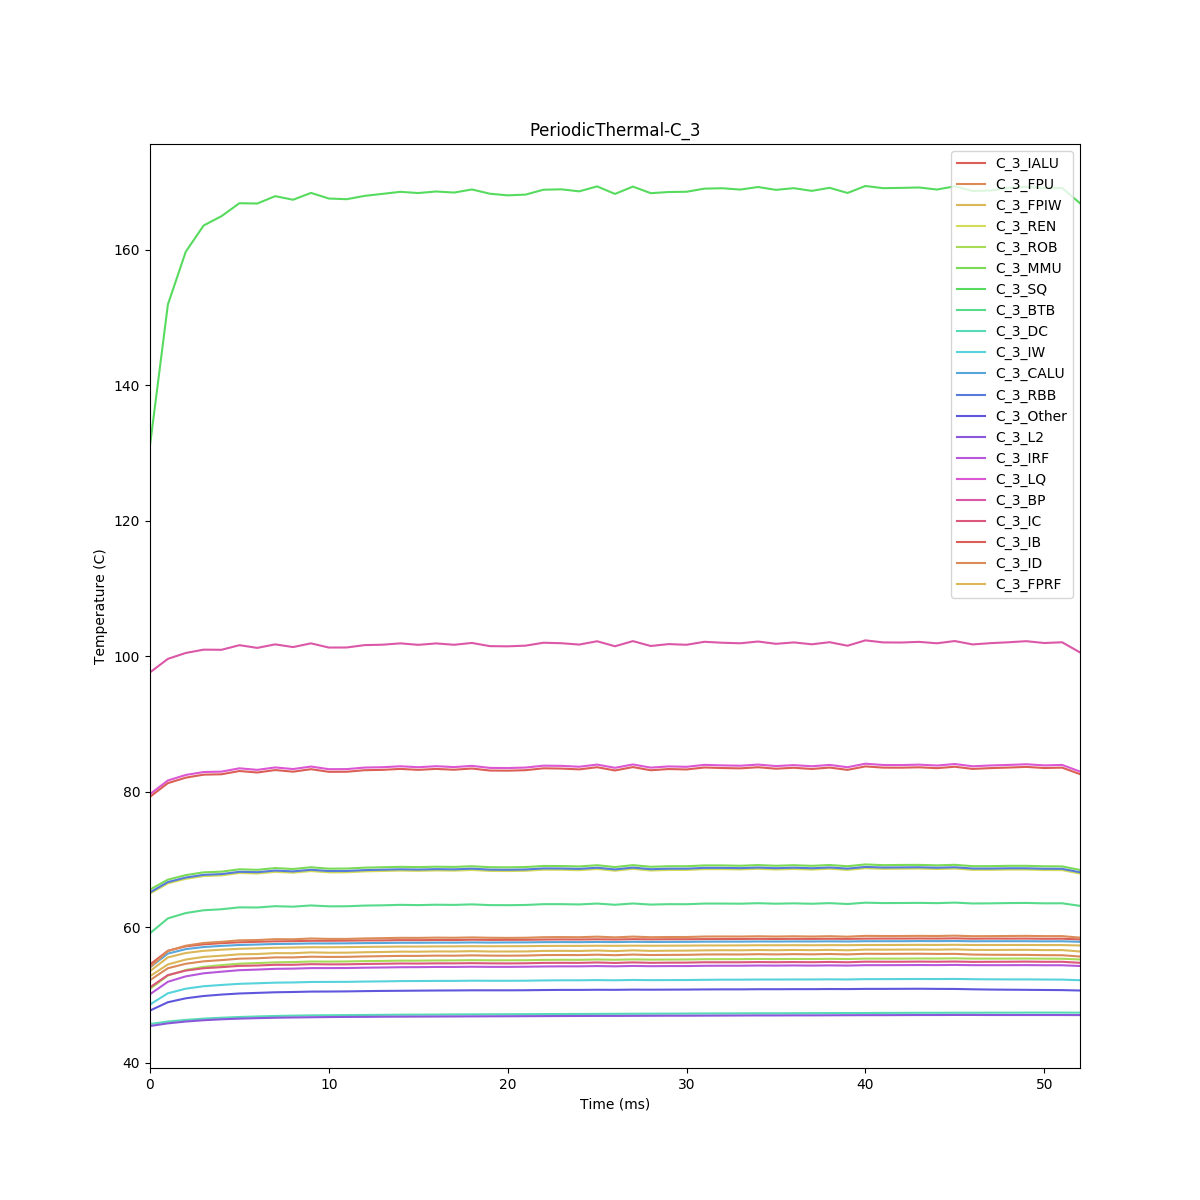 PeriodicThermal-C_3
C_3_IALU
C_3_FPU
C_3_FPIW
C_3_REN
C_3_ROB
C_3_MMU
C_3_SQ
C_3_BTB
C_3_DC
C_3_IW
C_3_CALU
C_3_RBB
C_3_Other
C_3_L2
C_3_IRF
C_3_LQ
C_3_BP
C_3_IC
C_3_IB
C_3_ID
C_3_FPRF
160
140
120
100
80
60
40
Temperature (C)
0 10 20 30 40 50
Time (ms)